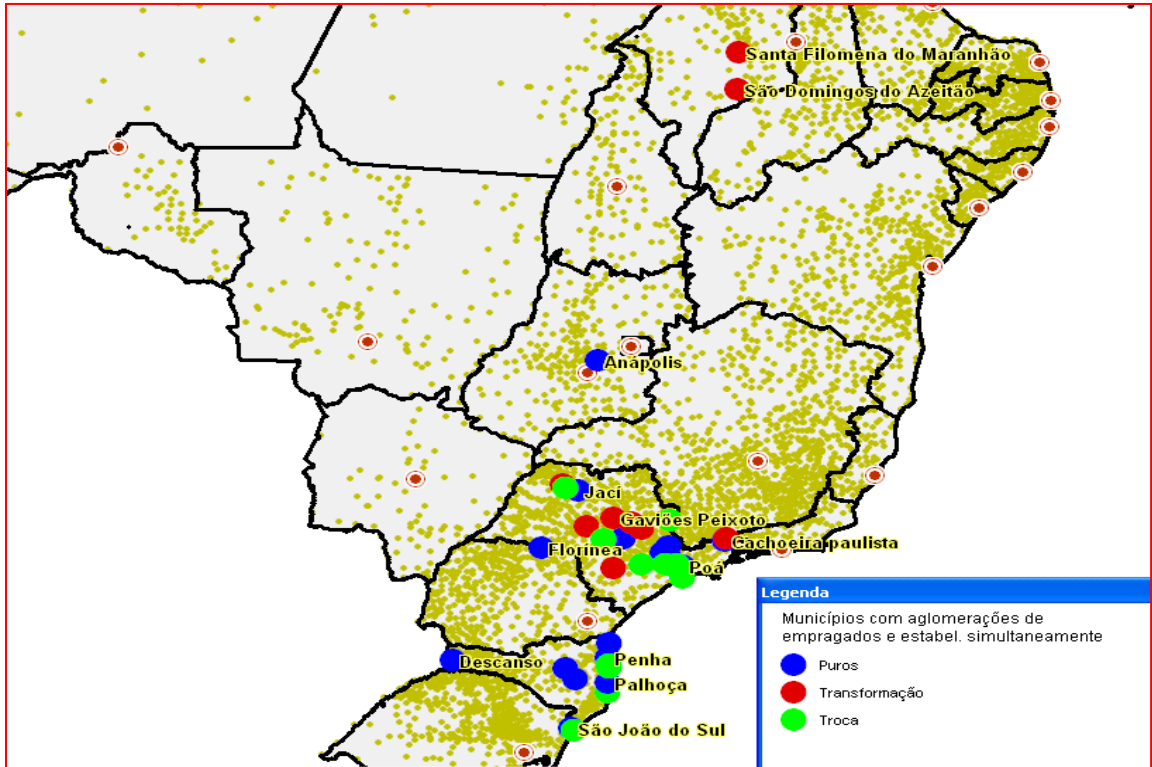 Santa Filomena do Maranhão
São Domingos do Azeitão
Anápolis
Jací
Gaviões Peixoto
Cachoeira paulista
Florínea
Poá
Descanso
Penha
Palhoça
São João do Sul
Legenda
Municípios com aglomerações de
empragados e estabel. simultaneamente
Puros
Transformação
Troca